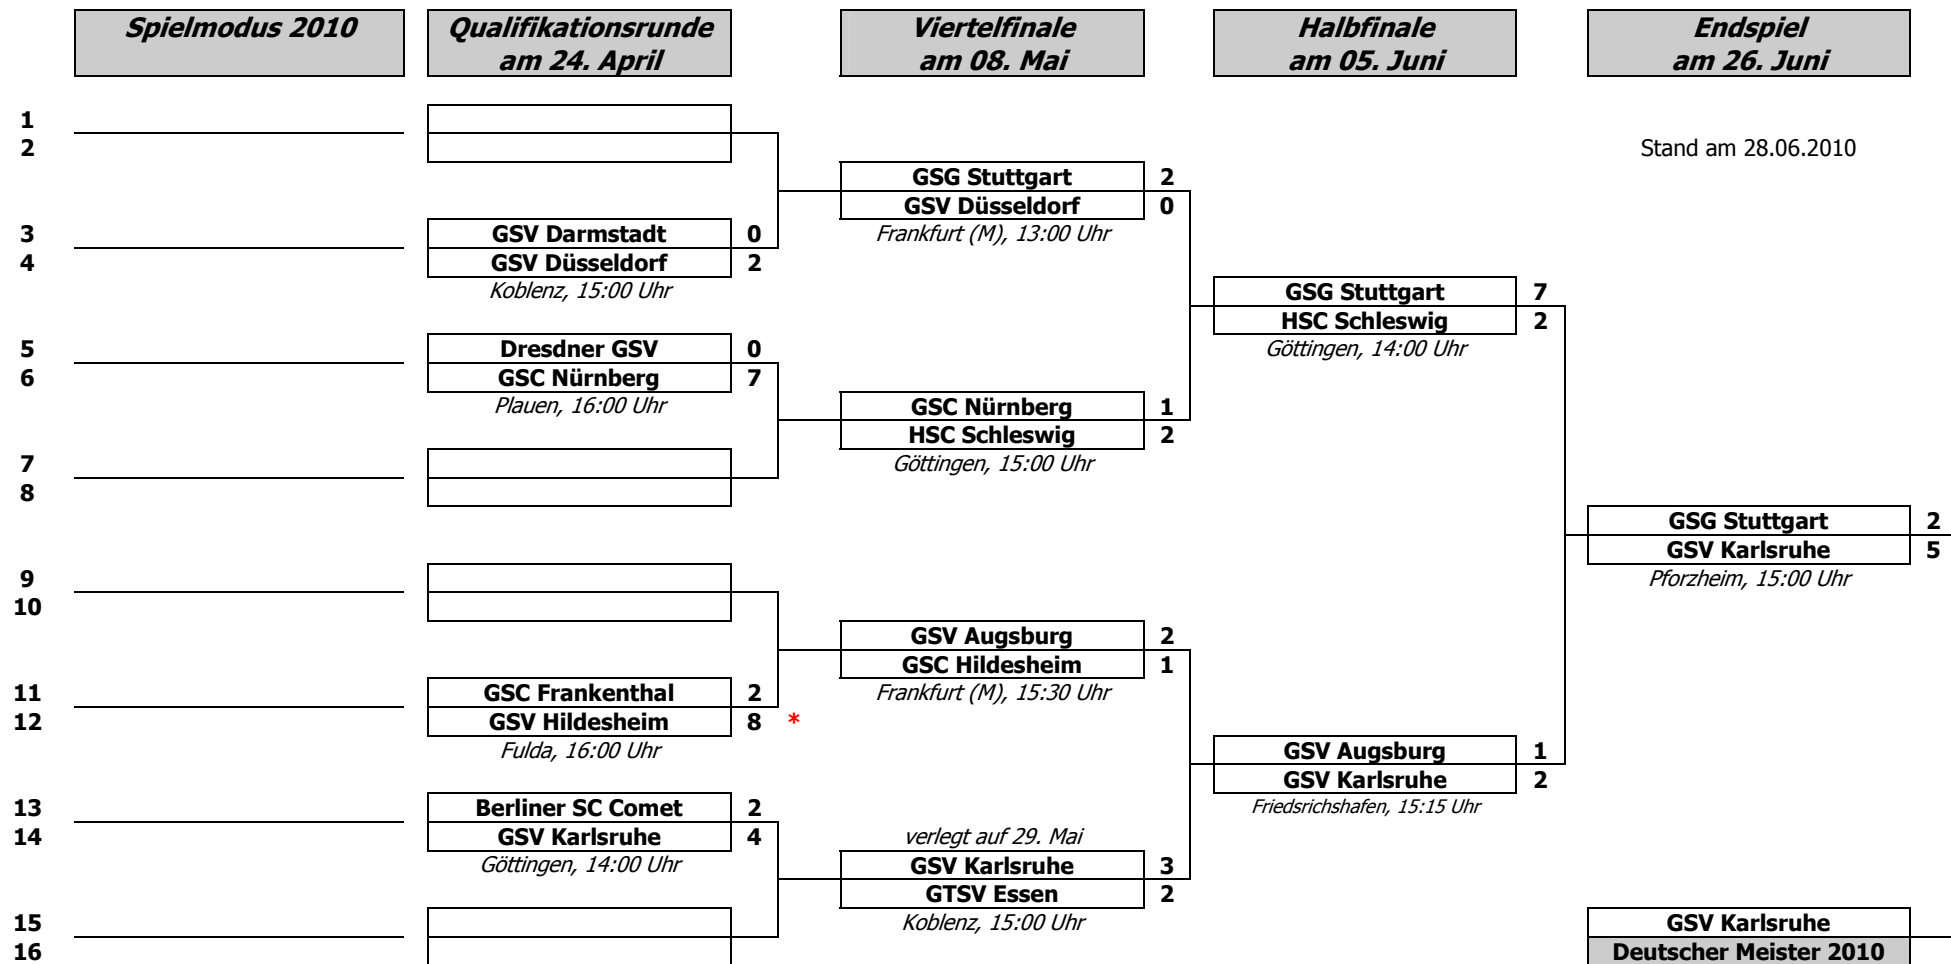 Spielmodus 2010
Qualifikationsrunde
am 24. April
Viertelfinale
am 08. Mai
Halbfinale
am 05. Juni
Endspiel
am 26. Juni
Stand am 28.06.2010
1
2
3
4
5
6
7
8
9
10
11
12
13
14
15
16
GSV Darmstadt 0
GSV Düsseldorf 2
Koblenz, 15:00 Uhr
Dresdner GSV 0
GSC Nürnberg 7
Plauen, 16:00 Uhr
GSC Frankenthal 2
GSV Hildesheim 8 *
Fulda, 16:00 Uhr
Berliner SC Comet 2
GSV Karlsruhe 4
Göttingen, 14:00 Uhr
GSG Stuttgart 2
GSV Düsseldorf 0
Frankfurt (M), 13:00 Uhr
GSC Nürnberg 1
HSC Schleswig 2
Göttingen, 15:00 Uhr
GSV Augsburg 2
GSC Hildesheim 1
Frankfurt (M), 15:30 Uhr
verlegt auf 29. Mai
GSV Karlsruhe 3
GTSV Essen 2
Koblenz, 15:00 Uhr
GSG Stuttgart 7
HSC Schleswig 2
Göttingen, 14:00 Uhr
GSV Augsburg 1
GSV Karlsruhe 2
Friedsrichshafen, 15:15 Uhr
GSG Stuttgart 2
GSV Karlsruhe 5
Pforzheim, 15:00 Uhr
GSV Karlsruhe
Deutscher Meister 2010